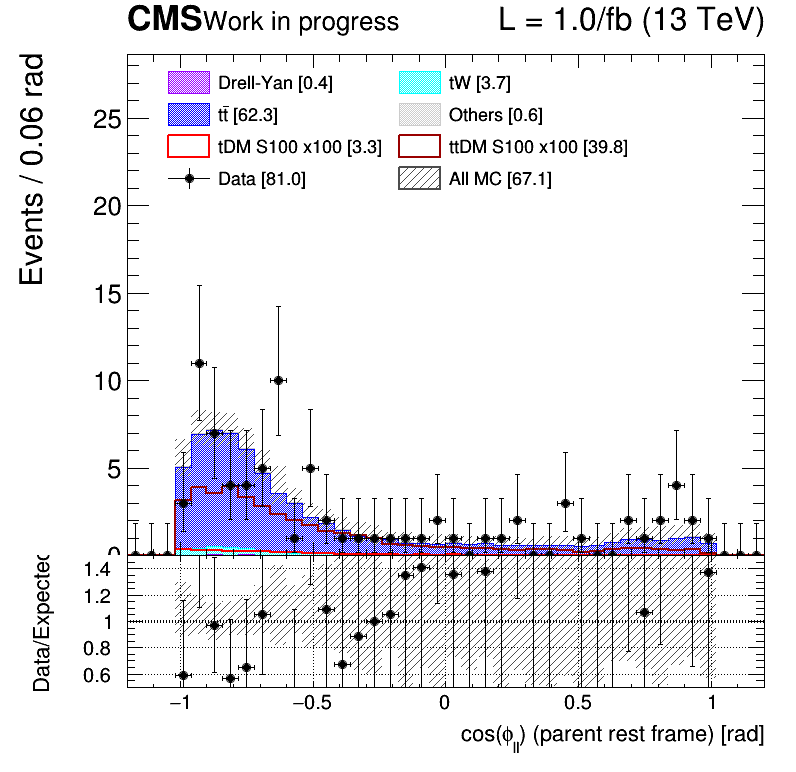 CMS Work in progress L = 1.0/fb (13 TeV)
Events / 0.06 rad
Drell-Yan [0.4] tW [3.7]
tt̄ [62.3] Others [0.6]
tDM S100 x100 [3.3] ttDM S100 x100 [39.8]
Data [81.0] All MC [67.1]
25
20
15
10
5
0
Data/Expected
1.4
1.2
1
0.8
0.6
−1 −0.5 0 0.5 1
cos(ϕll) (parent rest frame) [rad]